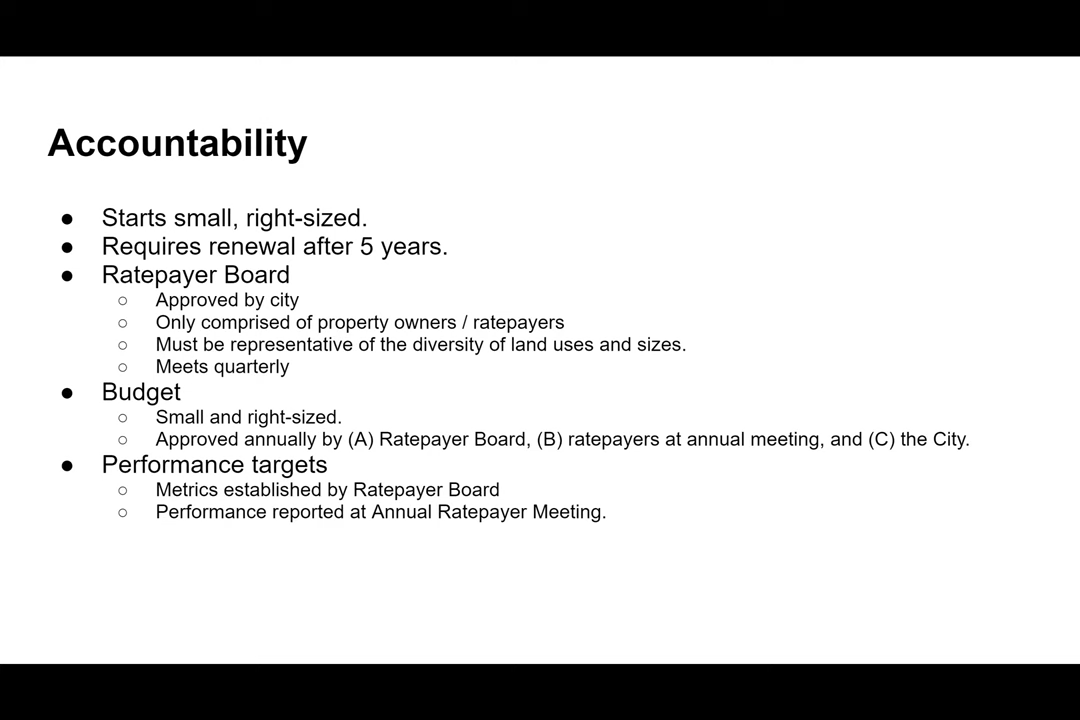 Accountability
● Starts small, right-sized.
● Requires renewal after 5 years.
● Ratepayer Board
○ Approved by city
○ Only comprised of property owners / ratepayers
○ Must be representative of the diversity of land uses and sizes.
○ Meets quarterly
● Budget
○ Small and right-sized.
○ Approved annually by (A) Ratepayer Board, (B) ratepayers at annual meeting, and (C) the City.
● Performance targets
○ Metrics established by Ratepayer Board
○ Performance reported at Annual Ratepayer Meeting.